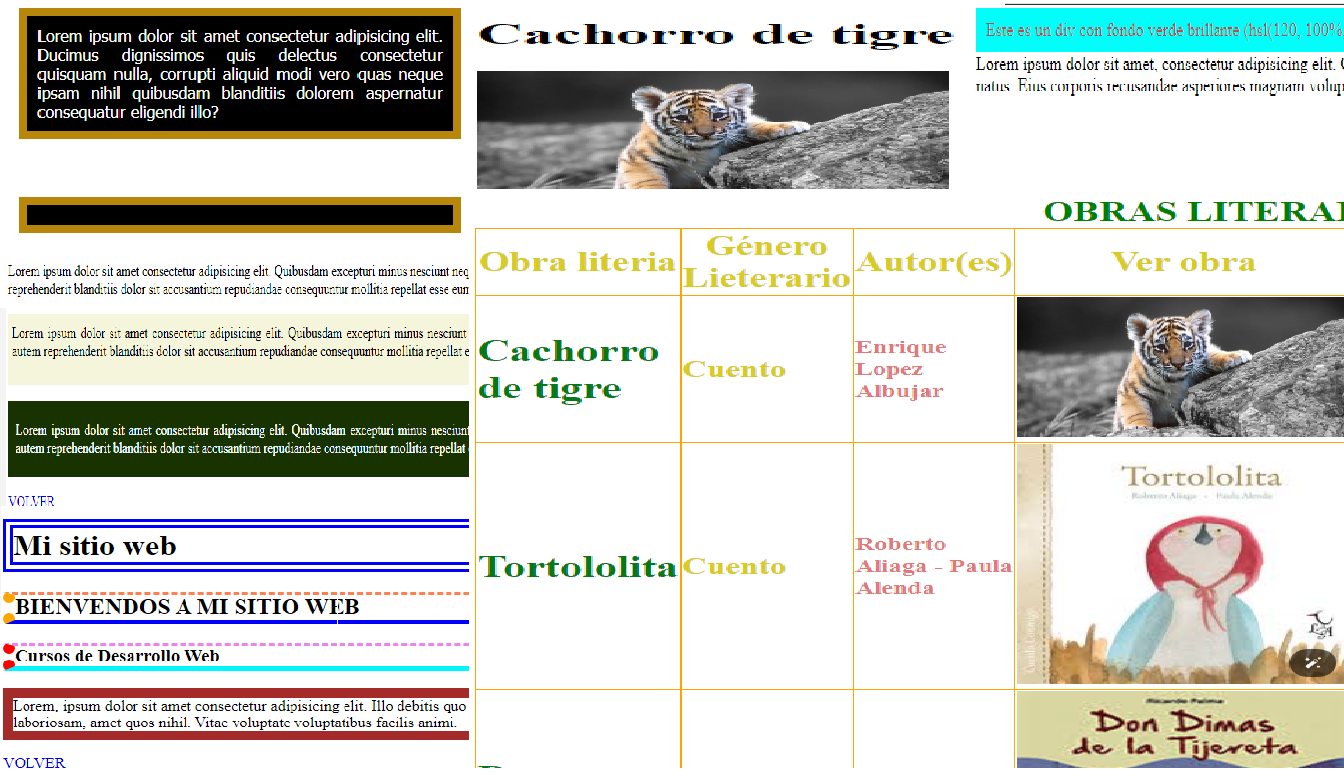 Lorem ipsum dolor sit amet consectetur adipisicing elit.
Ducimus dignissimos quis delectus consectetur
quisquam nulla, corrupti aliquid modi vero quas neque
ipsam nihil quibusdam blanditiis dolorem aspernatur
consequatur eligendi illo?
Lorem ipsum dolor sit amet consectetur adipisicing elit. Quibusdam excepturi minus nesciunt neq
reprehenderit blanditiis dolor sit accusantium repudiandae consequuntur mollitia repellat esse eum
Lorem ipsum dolor sit amet consectetur adipisicing elit. Quibusdam excepturi minus nesciunt
autem reprehenderit blanditiis dolor sit accusantium repudiandae consequuntur mollitia repellat e
Lorem ipsum dolor sit amet consectetur adipisicing elit. Quibusdam excepturi minus nesciunt
autem reprehenderit blanditiis dolor sit accusantium repudiandae consequuntur mollitia repellat
VOLVER
Mi sitio web
BIENVENDOS A MI SITIO WEB
Cursos de Desarrollo Web
Lorem, ipsum dolor sit amet consectetur adipisicing elit. Illo debitis quo
laboriosam, amet quos nihil. Vitae voluptate voluptatibus facilis animi.
VOLVER
Cachorro de tigre
Este es un div con fondo verde brillante (hsl(120, 100%,
Lorem ipsum dolor sit amet, consectetur adipisicing elit.
natus. Eius corporis recusandae asperiores magnam volup
OBRAS LITERA
Obra literia
Género
Lieterario
Autor(es)
Ver obra
Cachorro
de tigre
Cuento
Enrique
Lopez
Albujar
Tortololita
Cuento
Roberto
Aliaga - Paula
Alenda
Tortololita
Roberto Aliaga - Paula Alenda
Ricardo Palma
Don Dimas
de la Tijereta